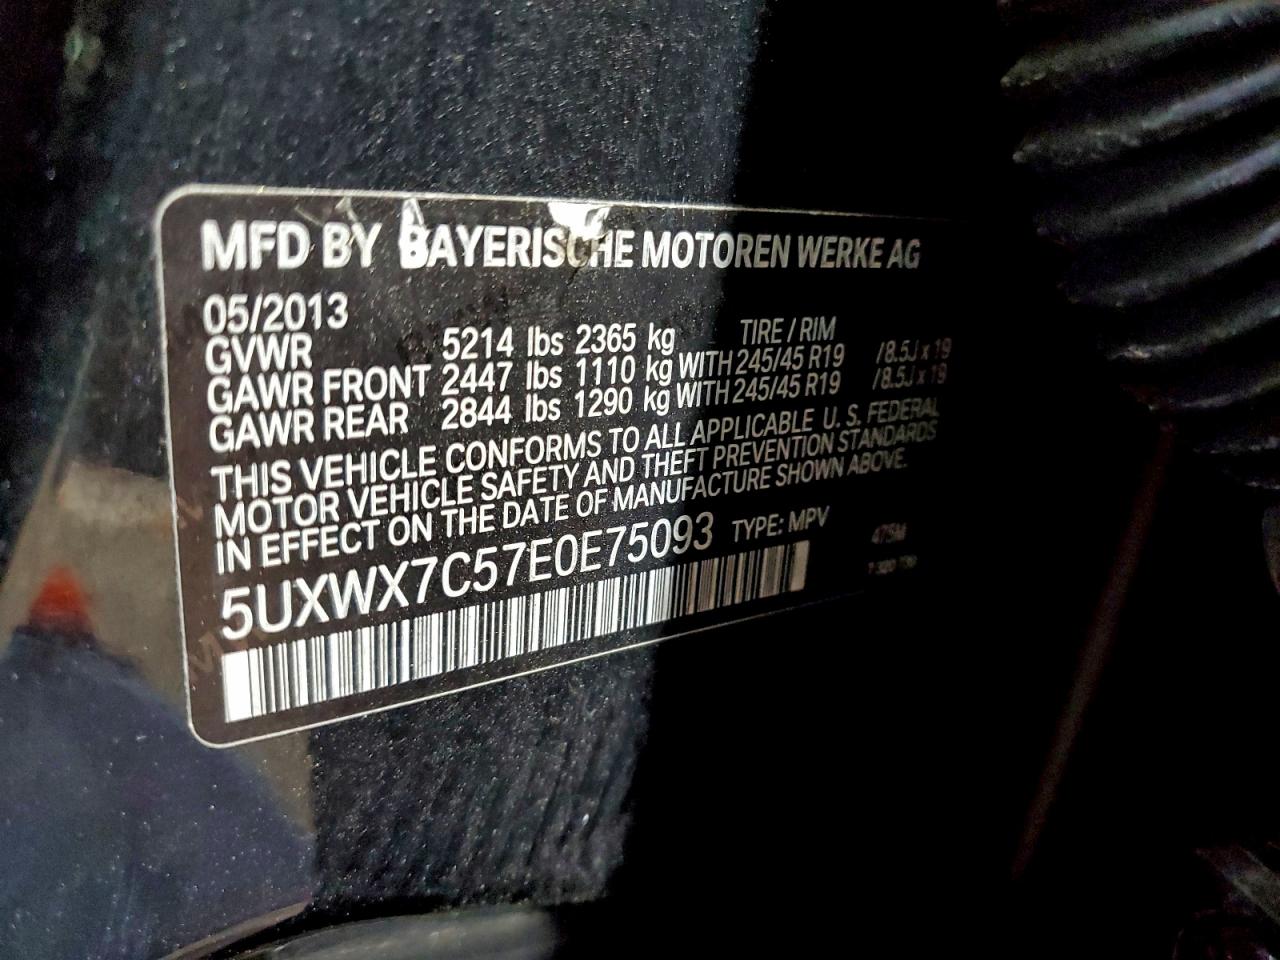 MFD BY BAYERISCHE MOTOREN WERKE AG
05/2013
GVWR 5214 lbs 2365 kg TIRE / RIM
GAWR FRONT 2447 lbs 1110 kg WITH 245/45 R19 /8.5J x 19
GAWR REAR 2844 lbs 1290 kg WITH 245/45 R19 /8.5J x 19
THIS VEHICLE CONFORMS TO ALL APPLICABLE U. S. FEDERAL
MOTOR VEHICLE SAFETY AND THEFT PREVENTION STANDARDS
IN EFFECT ON THE DATE OF MANUFACTURE SHOWN ABOVE.
5UXWX7C57E0E75093 TYPE: MPV 475M